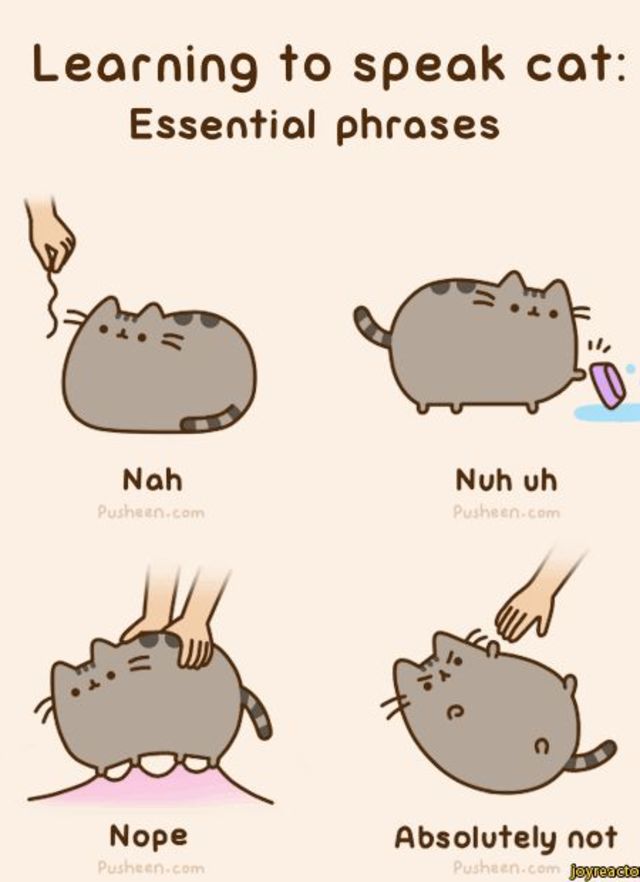 Learning to speak cat:
Essential phrases
Nah
Pusheen.com
Nuh uh
Pusheen.com
Nope
Pusheen.com
Absolutely not
Pusheen.com